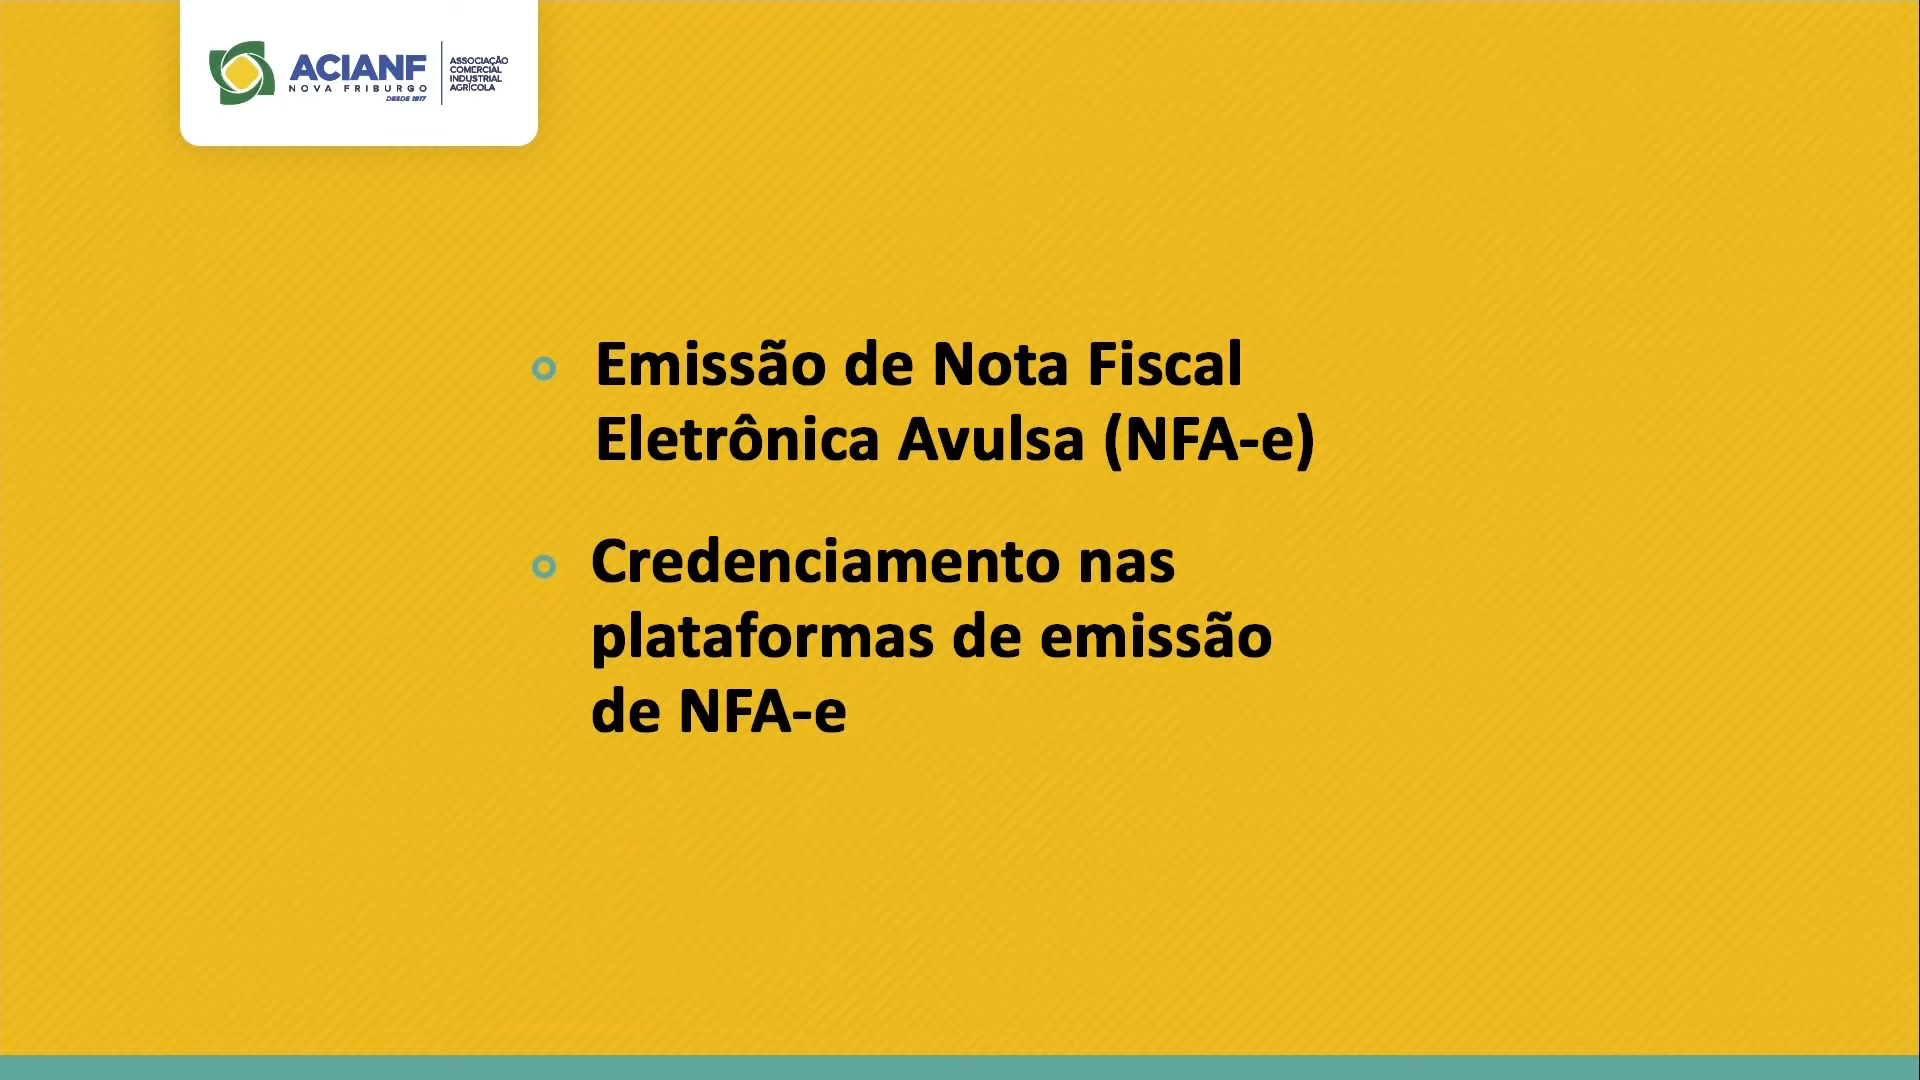 ACIANF
NOVA FRIBURGO
DESDE 1917
ASSOCIAÇÃO
COMERCIAL
INDUSTRIAL
AGRÍCOLA
Emissão de Nota Fiscal
Eletrônica Avulsa (NFA-e)
Credenciamento nas
plataformas de emissão
de NFA-e